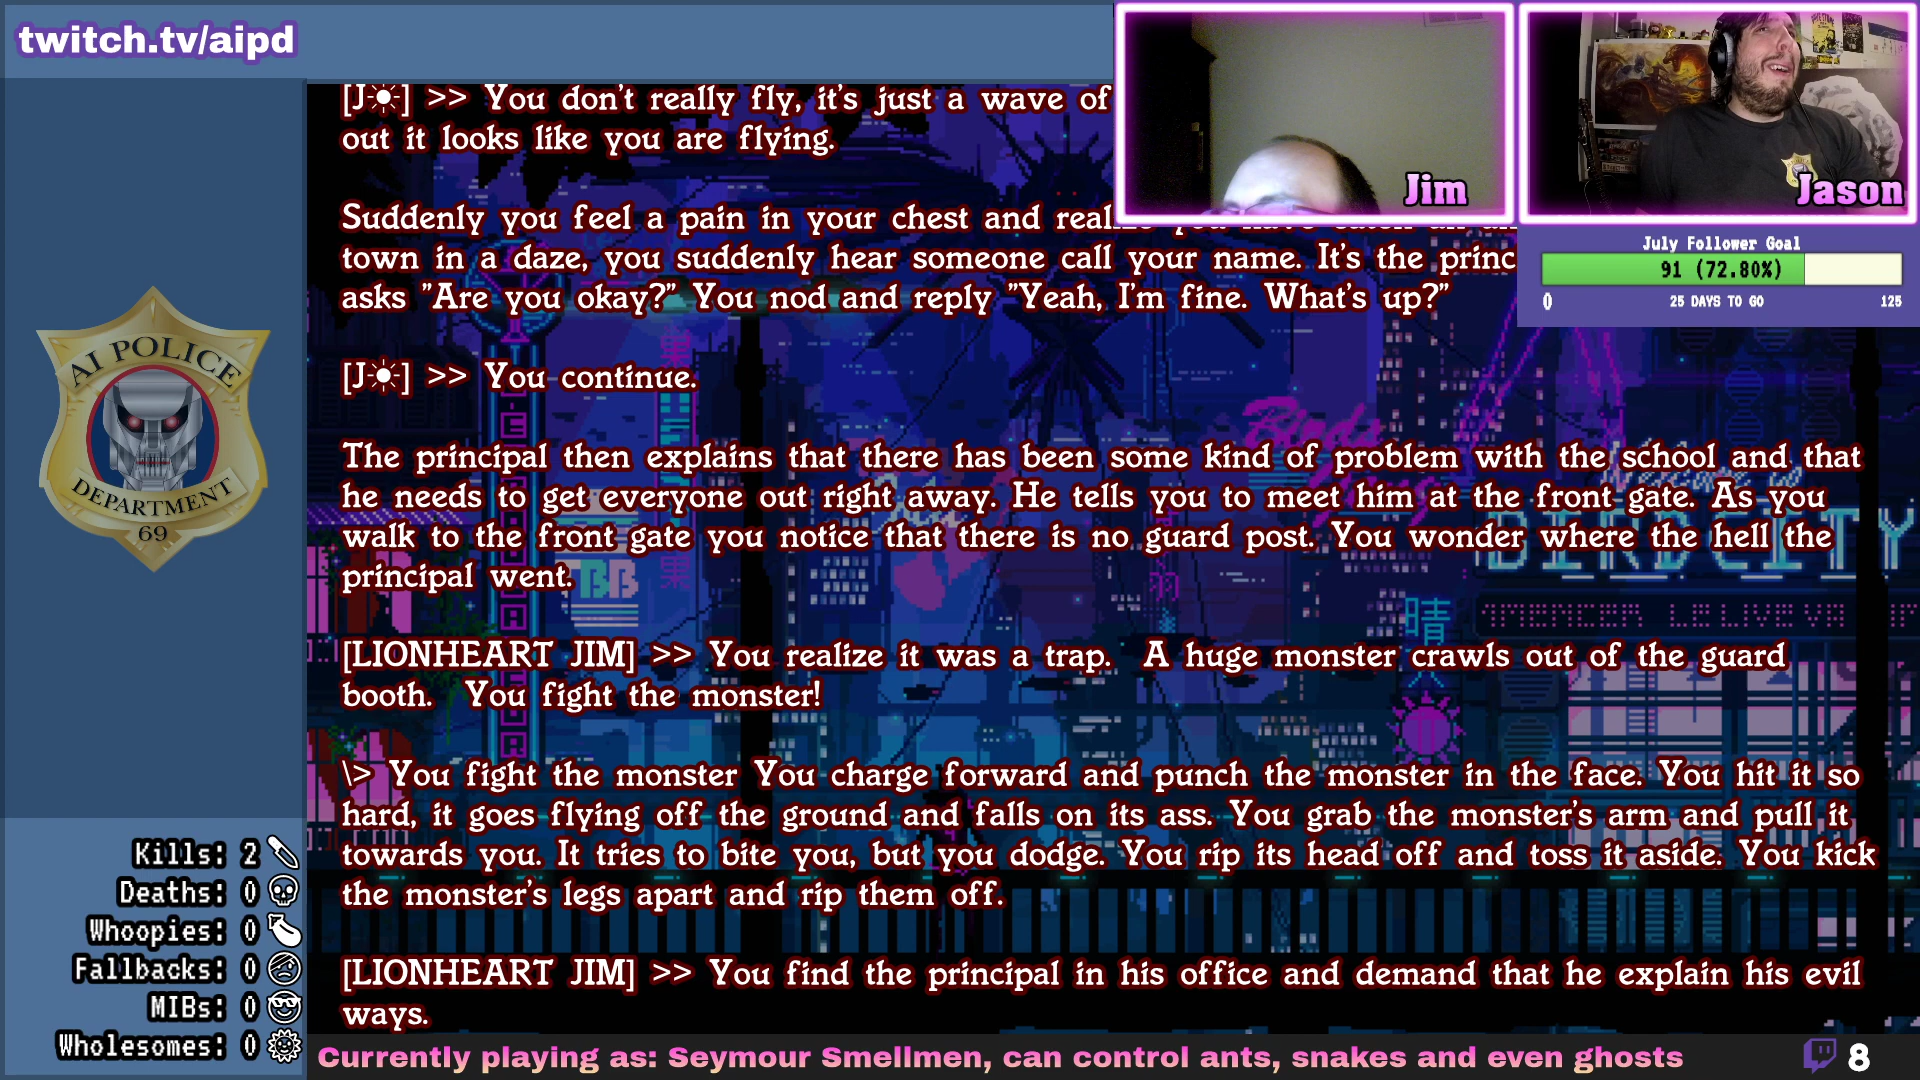 twitch.tv/aipd
[J☀] >> You don't really fly, it's just a wave of
out it looks like you are flying.
Suddenly you feel a pain in your chest and
town in a daze, you suddenly hear someone call your name. It's the princ
asks "Are you okay?" You nod and reply "Yeah, I'm fine. What's up?"
[J☀] >> You continue.
The principal then explains that there has been some kind of problem with the school and that
he needs to get everyone out right away. He tells you to meet him at the front gate. As you
walk to the front gate you notice that there is no guard post. You wonder where the hell the
principal went.
[LIONHEART JIM] >> You realize it was a trap.  A huge monster crawls out of the guard
booth.  You fight the monster!
\> You fight the monster You charge forward and punch the monster in the face. You hit it so
hard, it goes flying off the ground and falls on its ass. You grab the monster's arm and pull it
towards you. It tries to bite you, but you dodge. You rip its head off and toss it aside. You kick
the monster's legs apart and rip them off.
[LIONHEART JIM] >> You find the principal in his office and demand that he explain his evil
ways.
Jim
Jason
July Follower Goal
91 (72.80%)
0
25 DAYS TO GO
125
AI POLICE
DEPARTMENT
69
BB
BIRDCITY
晴
Kills: 2
Deaths: 0
Whoopies: 0
Fallbacks: 0
MIBs: 0
Wholesomes: 0
Currently playing as: Seymour Smellmen, can control ants, snakes and even ghosts
8